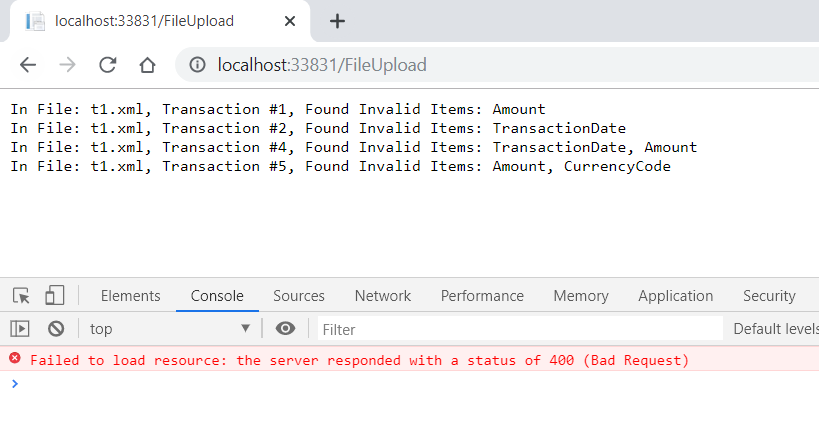 localhost:33831/FileUpload
localhost:33831/FileUpload
In File: t1.xml, Transaction #1, Found Invalid Items: Amount
In File: t1.xml, Transaction #2, Found Invalid Items: TransactionDate
In File: t1.xml, Transaction #4, Found Invalid Items: TransactionDate, Amount
In File: t1.xml, Transaction #5, Found Invalid Items: Amount, CurrencyCode
Elements Console Sources Network Performance Memory Application Security
top Filter Default levels
Failed to load resource: the server responded with a status of 400 (Bad Request)